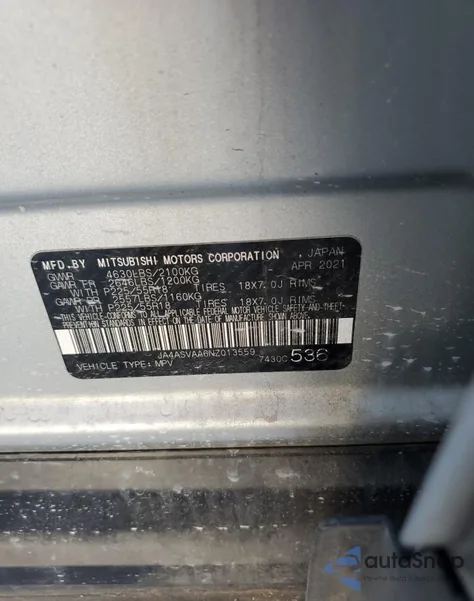 MFD.BY MITSUBISHI MOTORS CORPORATION JAPAN
GVWR 4630LBS/2100KG APR.2021
GAWR FR 2646LBS/1200KG
WITH P225/55R18 TIRES 18X7.0J RIMS
GAWR RR 2557LBS/1160KG
WITH P225/55R18 TIRES 18X7.0J RIMS
THIS VEHICLE CONFORMS TO ALL APPLICABLE FEDERAL MOTOR VEHICLE SAFETY AND THEFT
PREVENTION STANDARDS IN EFFECT ON THE DATE OF MANUFACTURE SHOWN ABOVE.
JA4ASVAA6NZ013559
VEHICLE TYPE: MPV 7430C 536
autoSnap